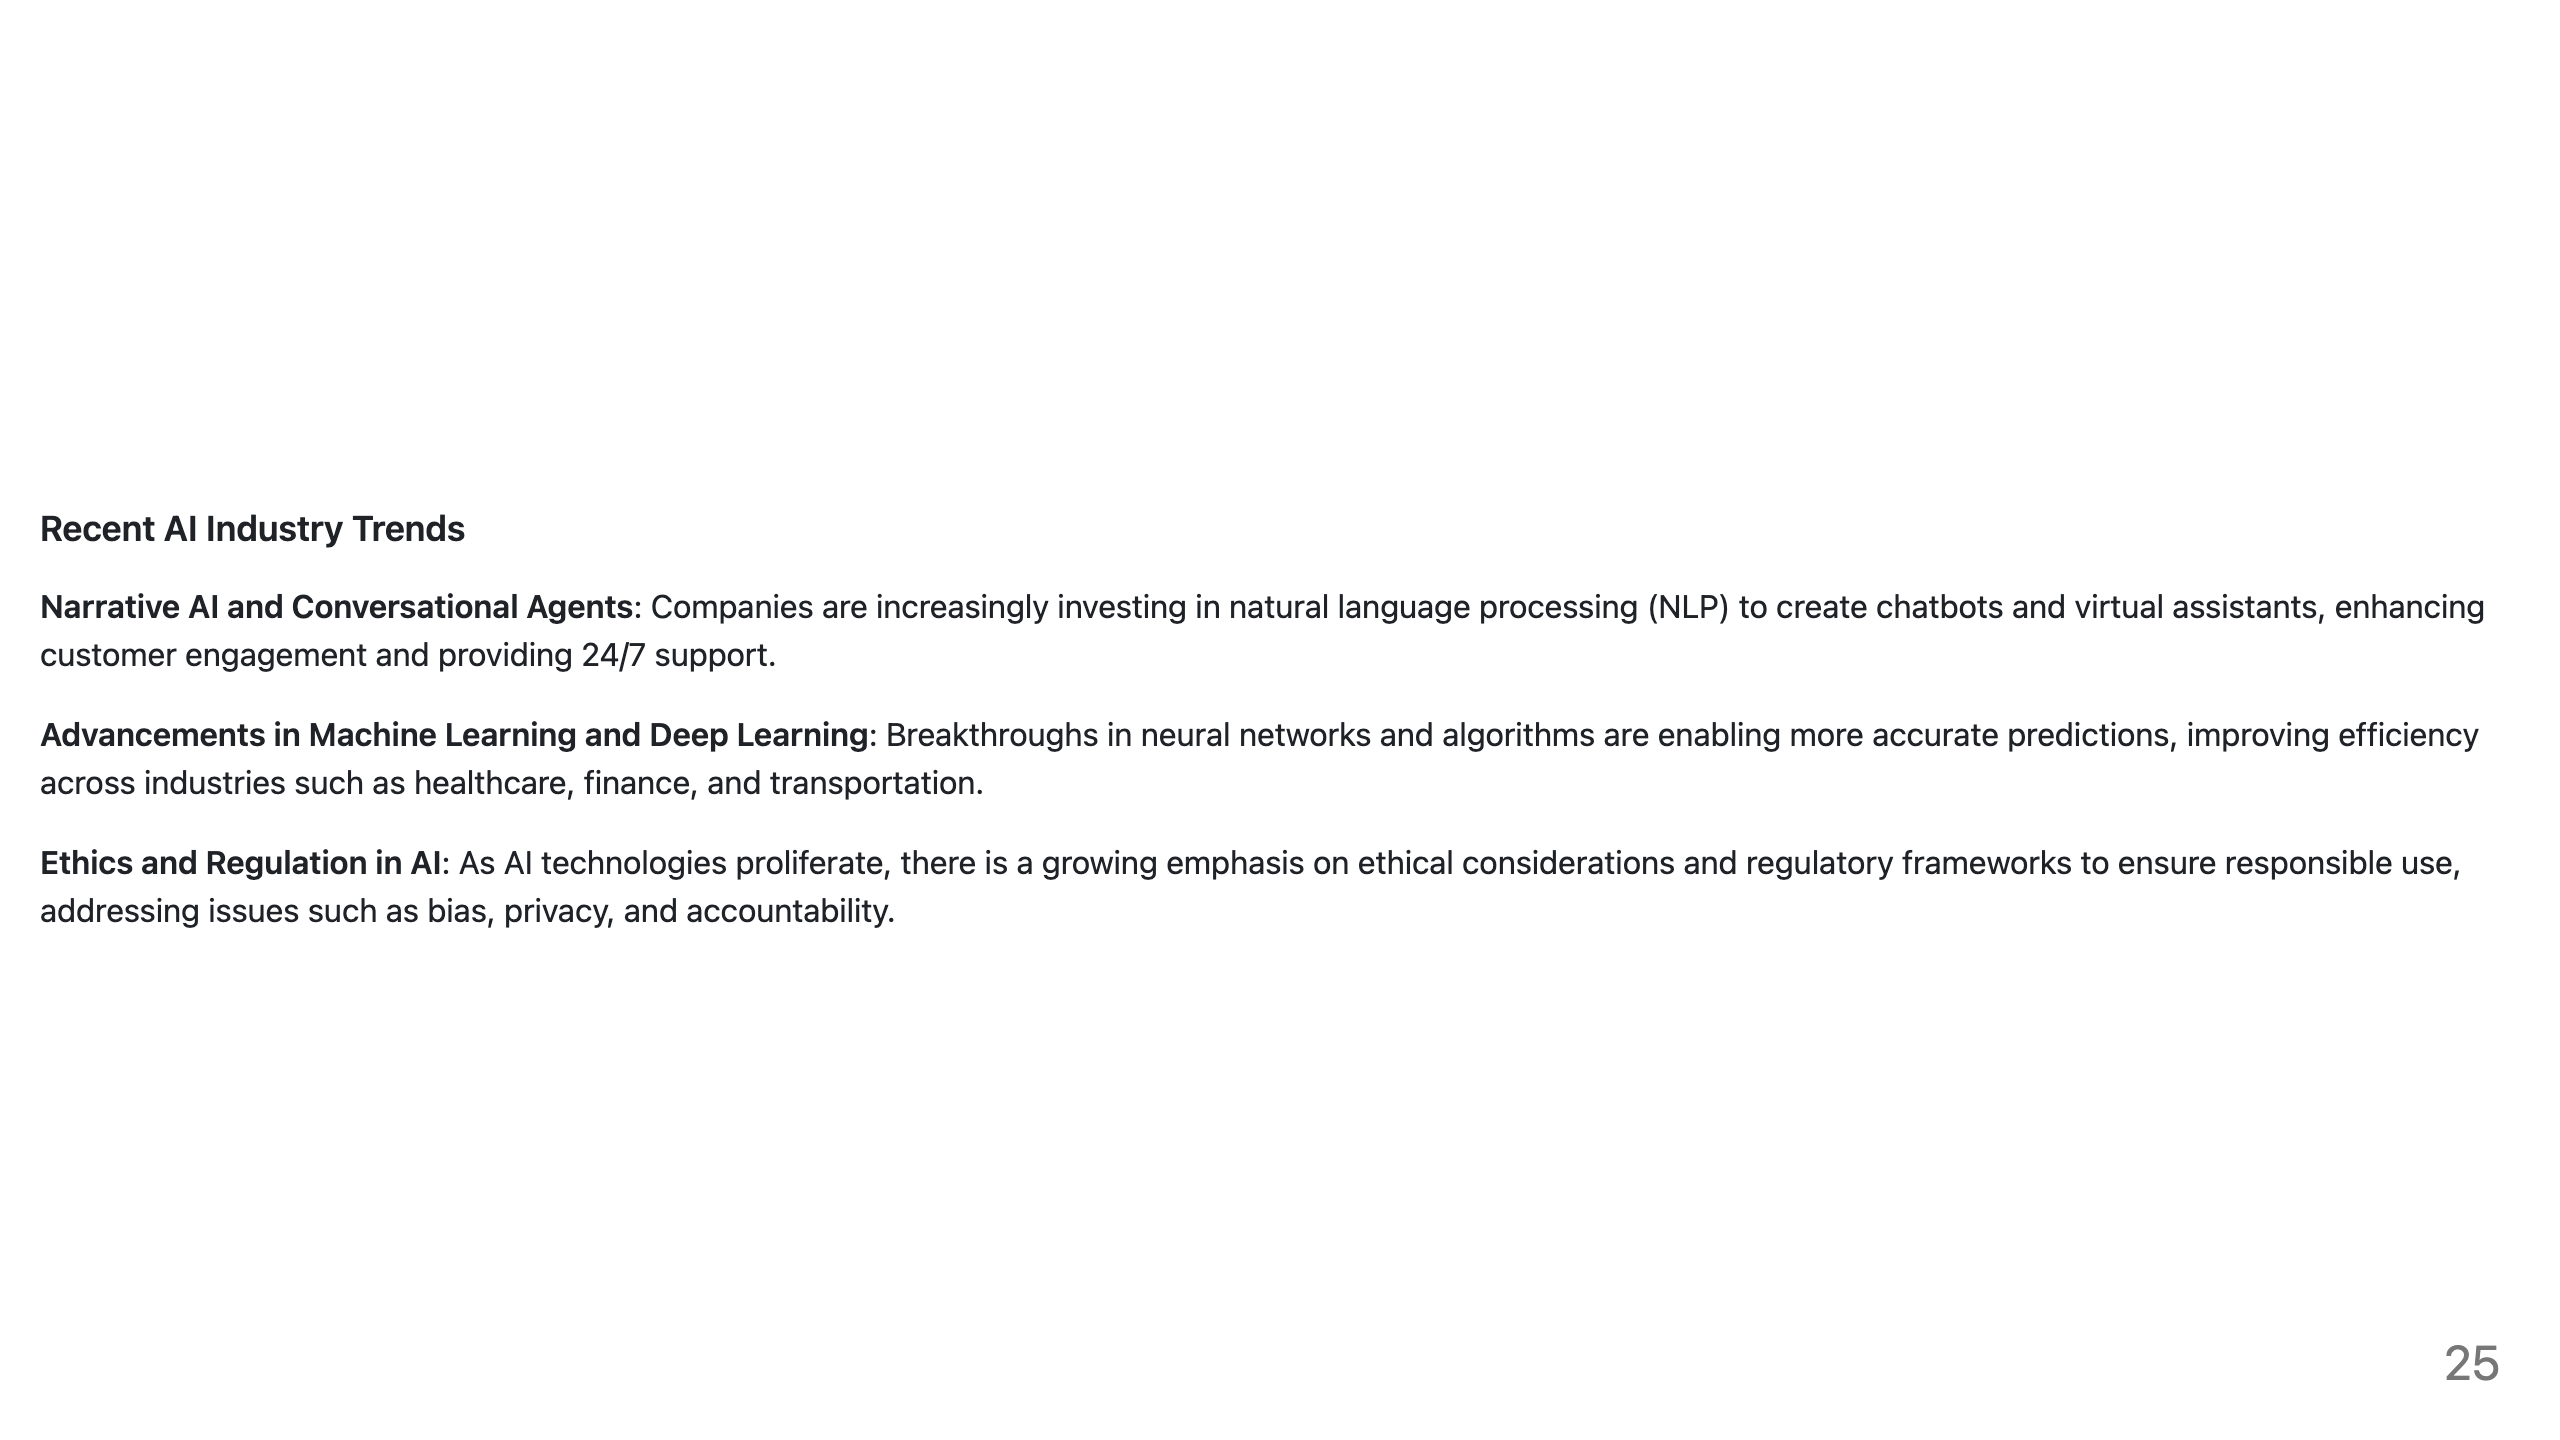 Recent AI Industry Trends
Narrative AI and Conversational Agents: Companies are increasingly investing in natural language processing (NLP) to create chatbots and virtual assistants, enhancing
customer engagement and providing 24/7 support.
Advancements in Machine Learning and Deep Learning: Breakthroughs in neural networks and algorithms are enabling more accurate predictions, improving efficiency
across industries such as healthcare, finance, and transportation.
Ethics and Regulation in AI: As AI technologies proliferate, there is a growing emphasis on ethical considerations and regulatory frameworks to ensure responsible use,
addressing issues such as bias, privacy, and accountability.
25